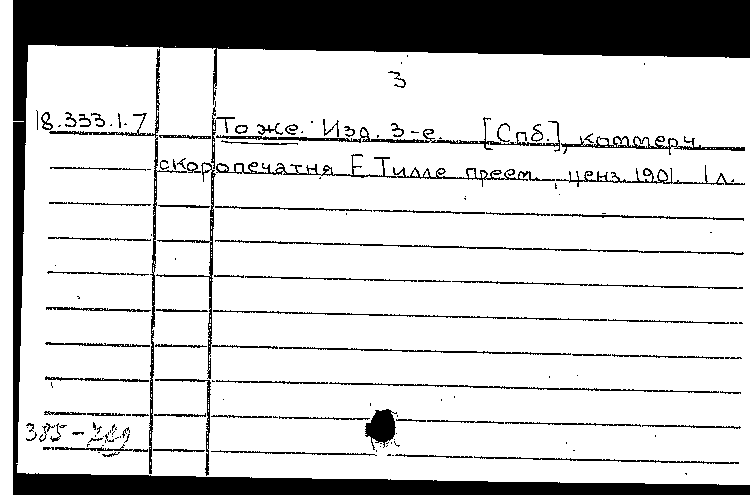 3
18.333.1.7 То же. Изд. 3-е. [Спб.], коммерч.
скоропечатня Е. Тилле преем., ценз. 1901. 1 л.
385-